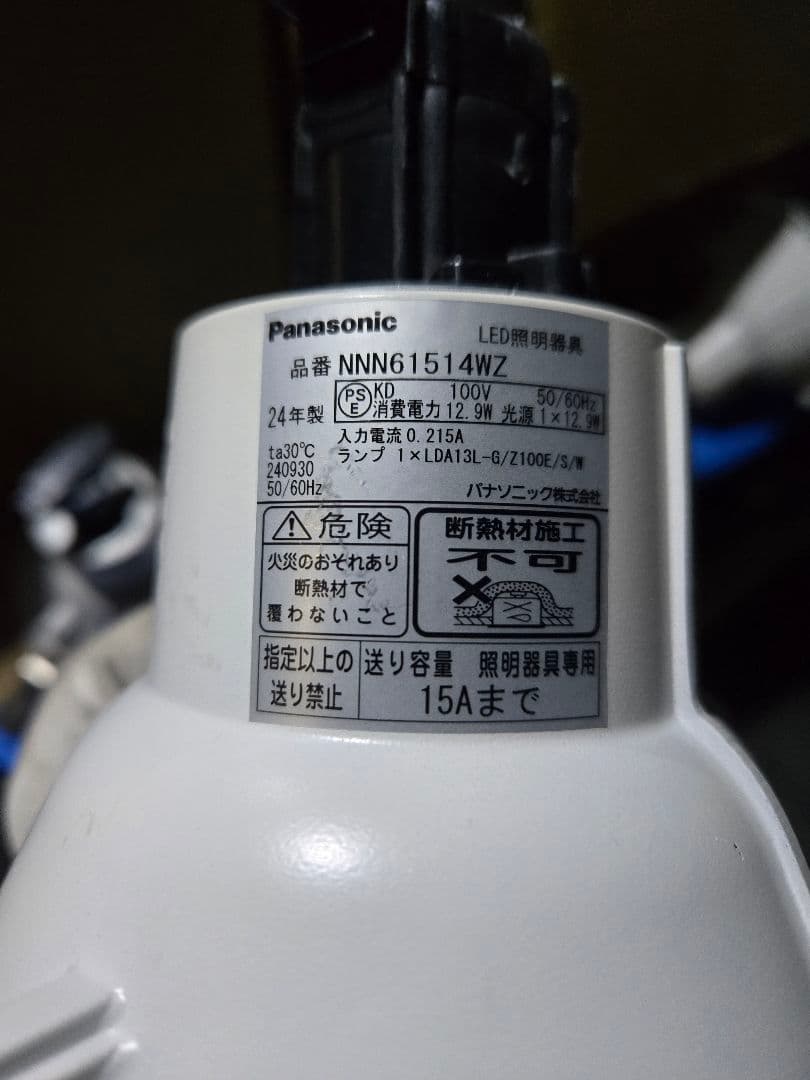 Panasonic LED照明器具
品番 NNN61514WZ
24年製 PSE KD 100V 50/60Hz
消費電力 12.9W 光源 1×12.9W
入力電流 0.215A
ta30℃ ランプ 1×LDA13L-G/Z100E/S/W
240930
50/60Hz パナソニック株式会社
危険
火災のおそれあり
断熱材で
覆わないこと
断熱材施工
不可
指定以上の
送り禁止
送り容量 照明器具専用
15Aまで